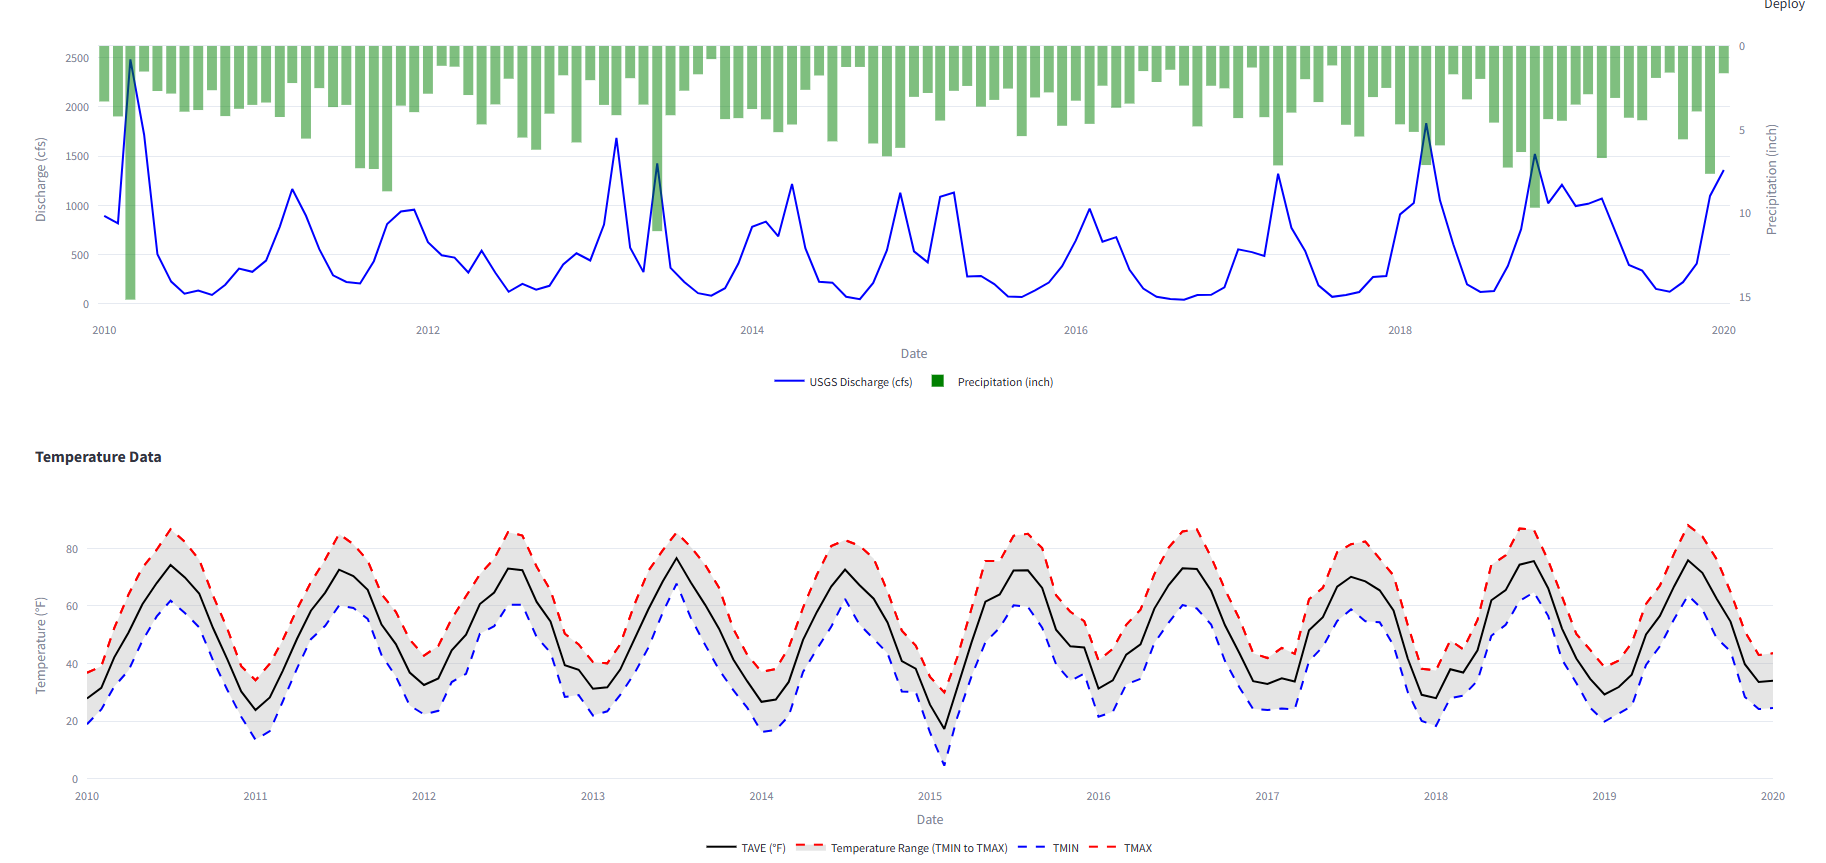 Deploy
2500
2000
1500
1000
500
0
Discharge (cfs)
0
5
10
15
Precipitation (inch)
2010
2012
2014
2016
2018
2020
Date
USGS Discharge (cfs)
Precipitation (inch)
Temperature Data
80
60
40
20
0
Temperature (°F)
2010
2011
2012
2013
2014
2015
2016
2017
2018
2019
2020
Date
TAVE (°F)
Temperature Range (TMIN to TMAX)
TMIN
TMAX